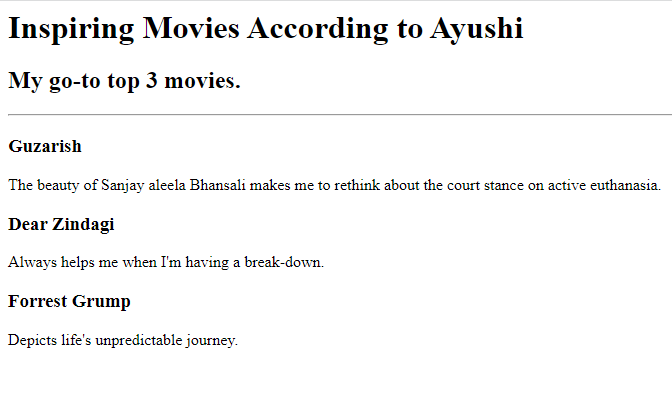 Inspiring Movies According to Ayushi
My go-to top 3 movies.
Guzarish
The beauty of Sanjay aleela Bhansali makes me to rethink about the court stance on active euthanasia.
Dear Zindagi
Always helps me when I'm having a break-down.
Forrest Grump
Depicts life's unpredictable journey.